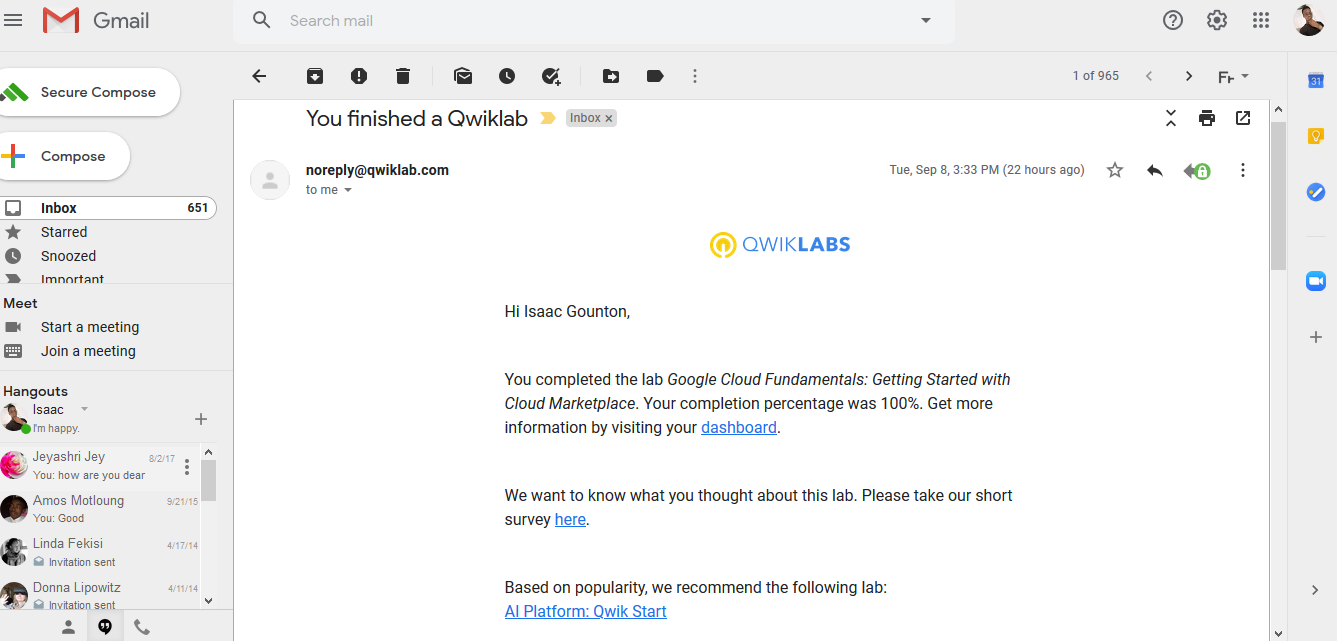 Gmail
Search mail
Secure Compose
Compose
Inbox 651
Starred
Snoozed
Important
Meet
Start a meeting
Join a meeting
Hangouts
Isaac
I'm happy.
Jeyashri Jey 8/2/17
You: how are you dear
Amos Motloung 9/21/15
You: Good
Linda Fekisi 4/17/14
Invitation sent
Donna Lipowitz 4/11/14
Invitation sent
1 of 965
Fr
You finished a Qwiklab
Inbox ×
noreply@qwiklab.com
to me
Tue, Sep 8, 3:33 PM (22 hours ago)
QWIKLABS
Hi Isaac Gounton,
You completed the lab Google Cloud Fundamentals: Getting Started with
Cloud Marketplace. Your completion percentage was 100%. Get more
information by visiting your dashboard.
We want to know what you thought about this lab. Please take our short
survey here.
Based on popularity, we recommend the following lab:
AI Platform: Qwik Start
31